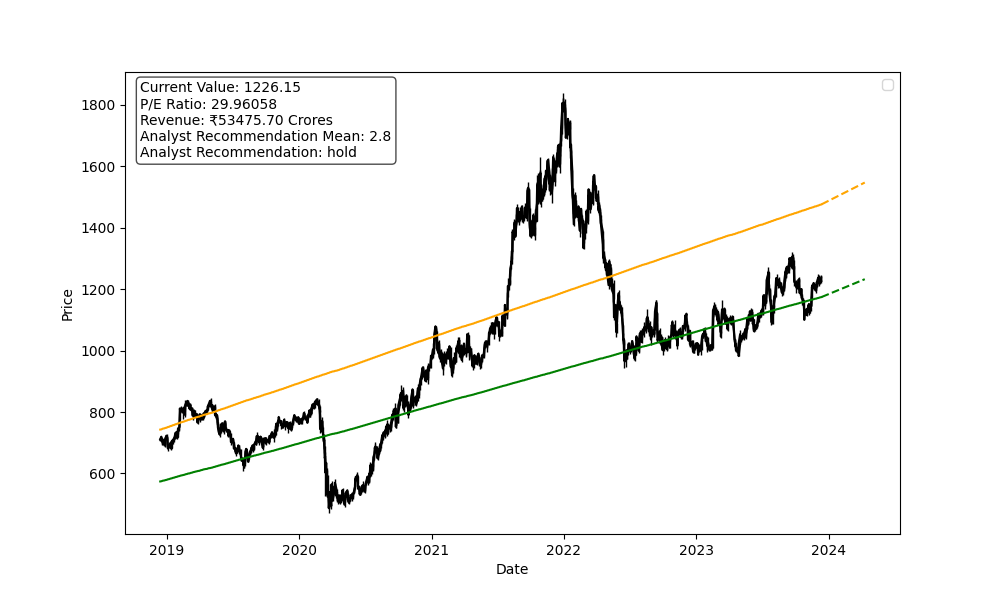 Current Value: 1226.15
P/E Ratio: 29.96058
Revenue: ₹53475.70 Crores
Analyst Recommendation Mean: 2.8
Analyst Recommendation: hold
Price
1800
1600
1400
1200
1000
800
600
2019 2020 2021 2022 2023 2024
Date